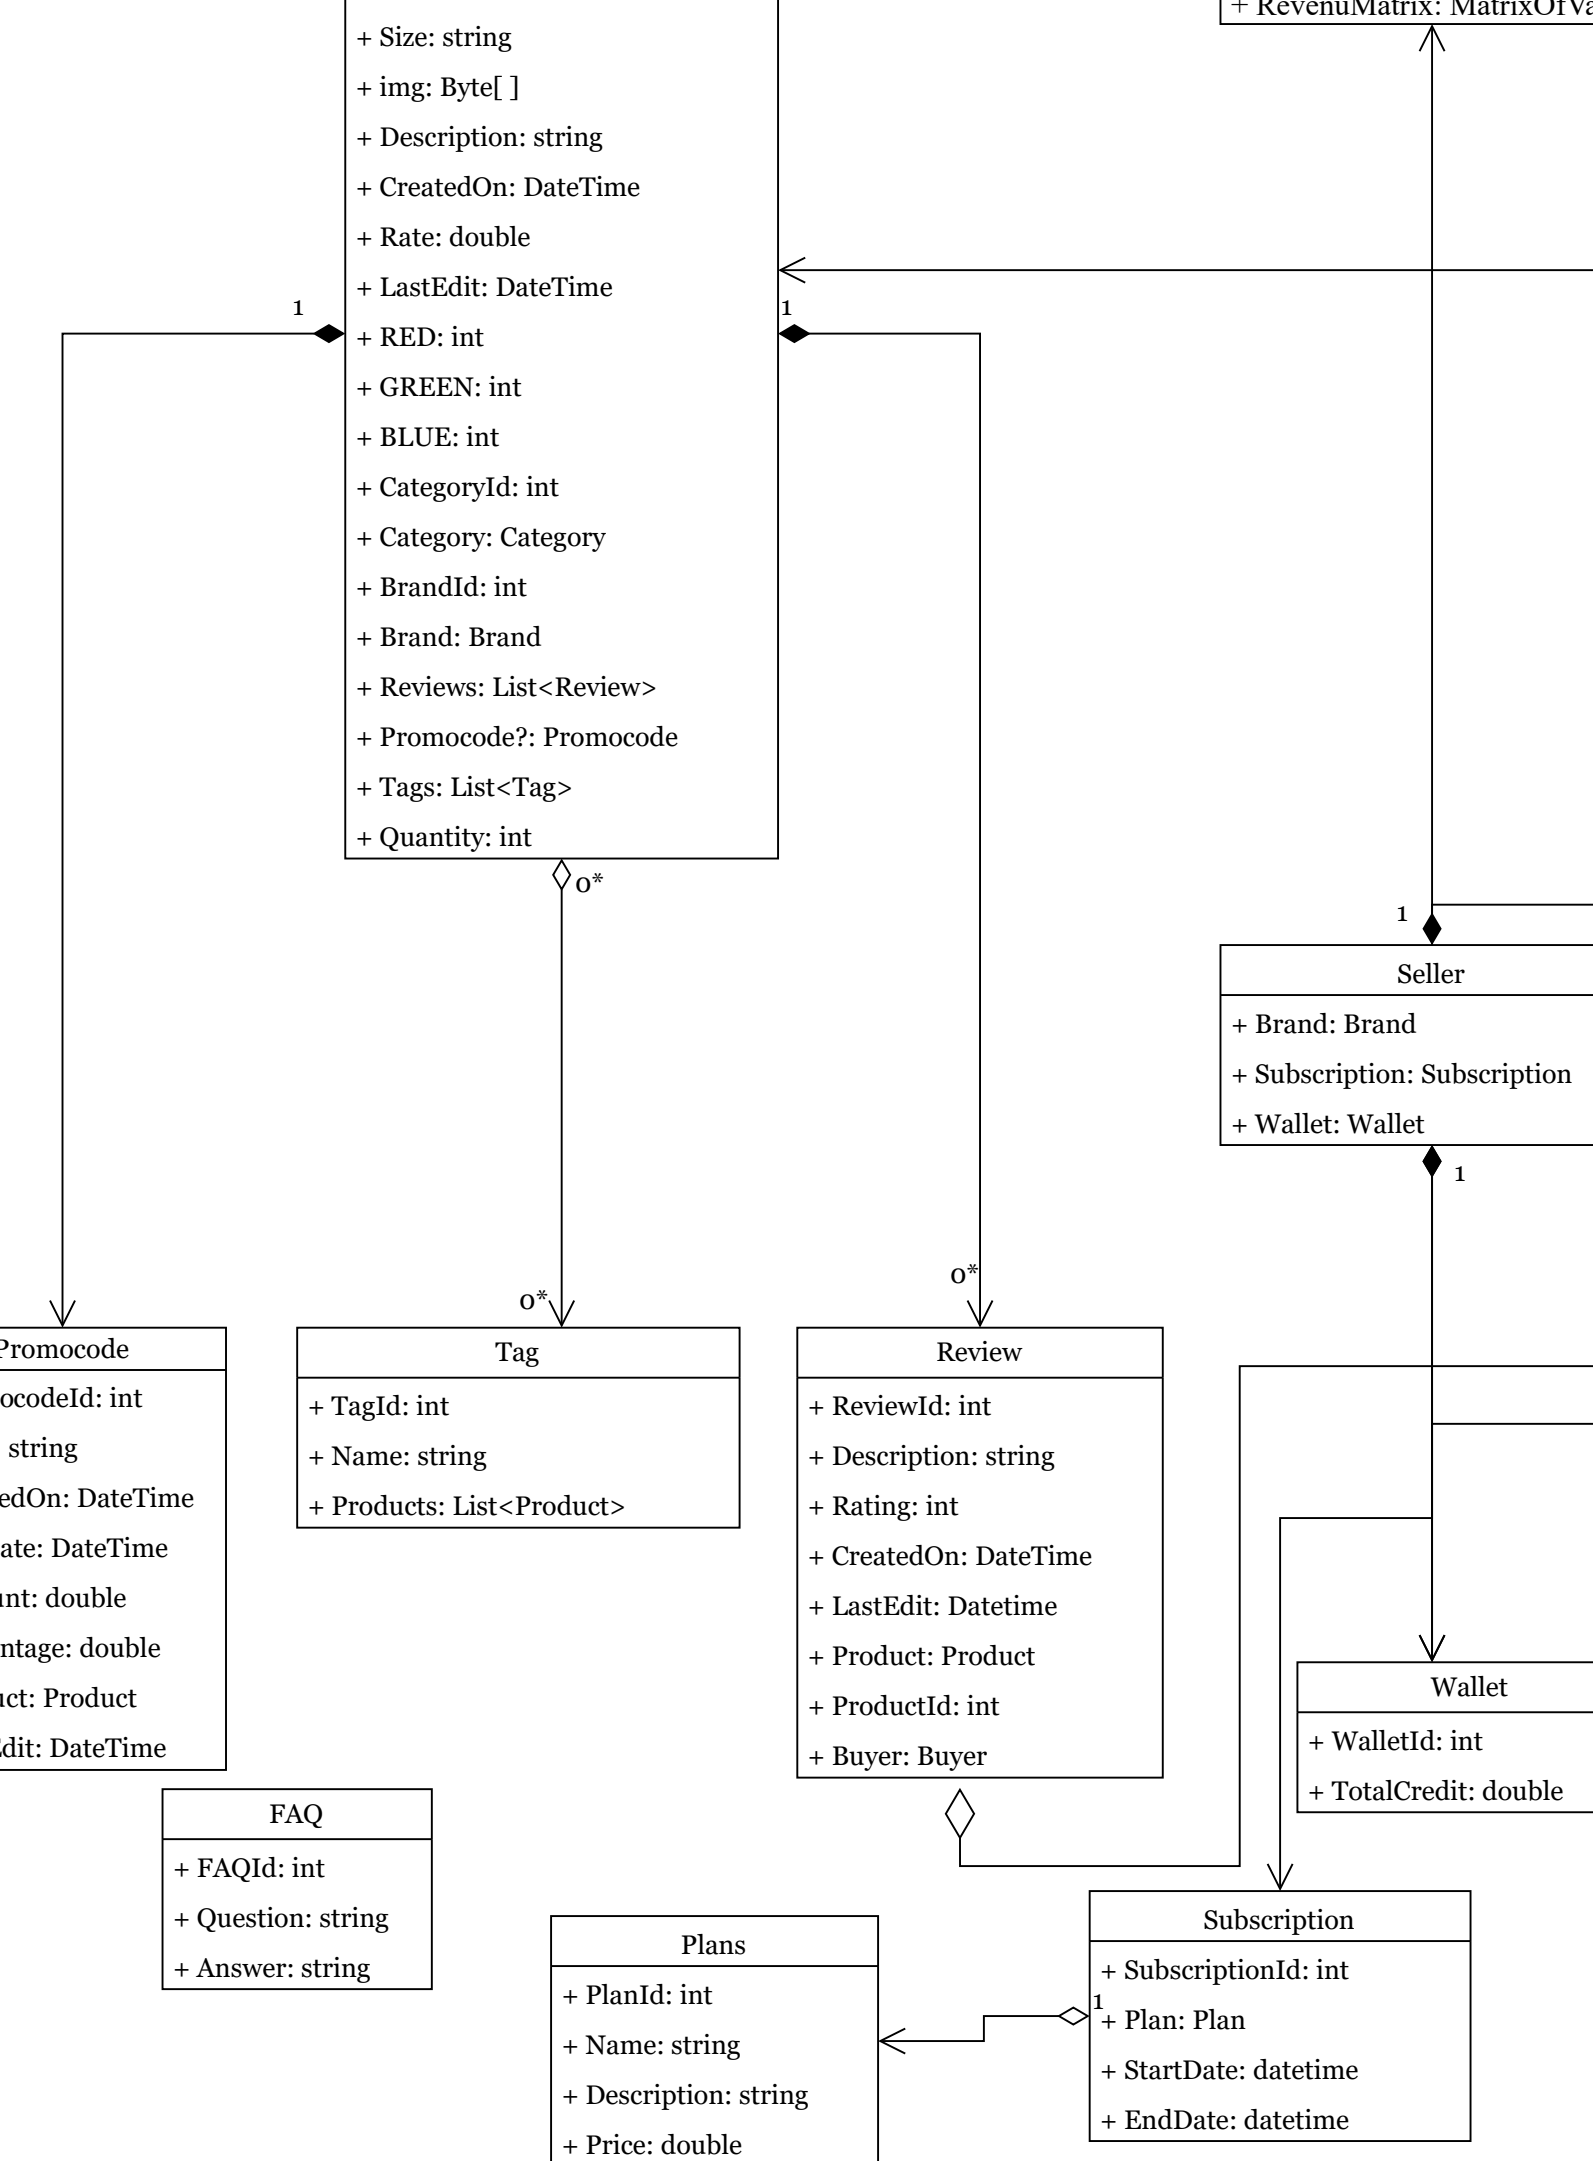 + RevenuMatrix: MatrixOfVa
+ Size: string
+ img: Byte[ ]
+ Description: string
+ CreatedOn: DateTime
+ Rate: double
+ LastEdit: DateTime
1
1
+ RED: int
+ GREEN: int
+ BLUE: int
+ CategoryId: int
+ Category: Category
+ BrandId: int
+ Brand: Brand
+ Reviews: List<Review>
+ Promocode?: Promocode
+ Tags: List<Tag>
+ Quantity: int
0*
1
Seller
+ Brand: Brand
+ Subscription: Subscription
+ Wallet: Wallet
1
0*
0*
Promocode
ocodeId: int
string
edOn: DateTime
ate: DateTime
unt: double
ntage: double
uct: Product
Edit: DateTime
Tag
+ TagId: int
+ Name: string
+ Products: List<Product>
Review
+ ReviewId: int
+ Description: string
+ Rating: int
+ CreatedOn: DateTime
+ LastEdit: Datetime
+ Product: Product
+ ProductId: int
+ Buyer: Buyer
Wallet
+ WalletId: int
+ TotalCredit: double
FAQ
+ FAQId: int
+ Question: string
+ Answer: string
Plans
+ PlanId: int
+ Name: string
+ Description: string
+ Price: double
Subscription
+ SubscriptionId: int
1
+ Plan: Plan
+ StartDate: datetime
+ EndDate: datetime